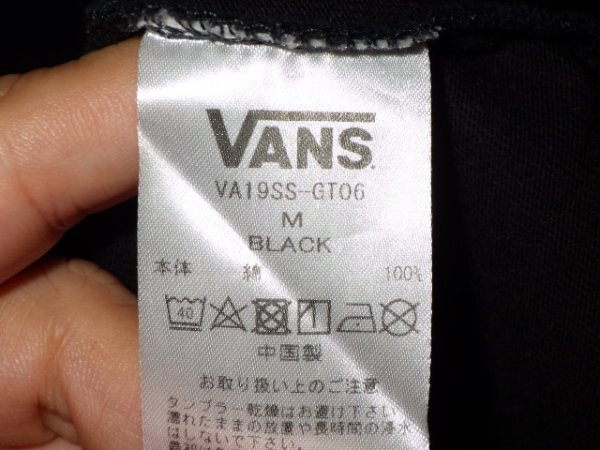 VANS
VA19SS-GT06
M
BLACK
本体 綿 100%
40
中国製
お取り扱い上のご注意
タンブラー乾燥はお避け下さい
濡れたままの放置や長時間の浸水
はしないで下さい。